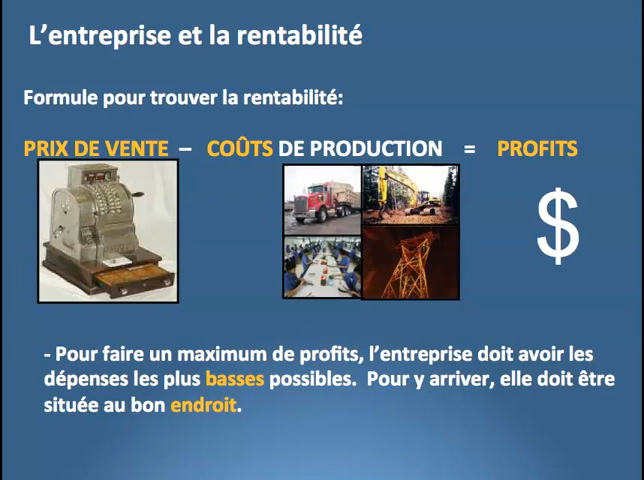 L’entreprise et la rentabilité
Formule pour trouver la rentabilité:
PRIX DE VENTE – COÛTS DE PRODUCTION = PROFITS
$
- Pour faire un maximum de profits, l’entreprise doit avoir les
dépenses les plus basses possibles. Pour y arriver, elle doit être
située au bon endroit.